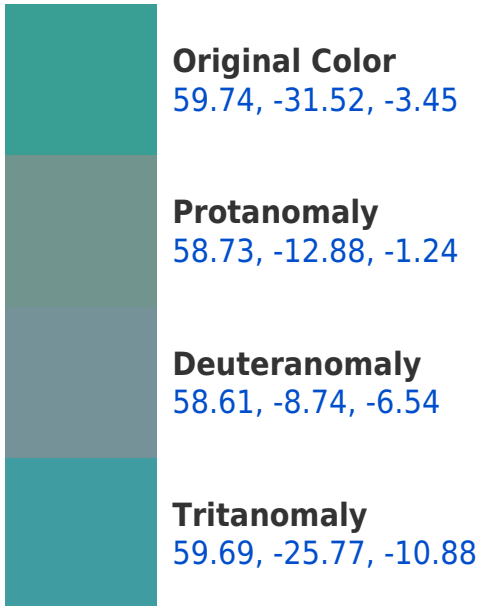 Original Color
59.74, -31.52, -3.45
Protanomaly
58.73, -12.88, -1.24
Deuteranomaly
58.61, -8.74, -6.54
Tritanomaly
59.69, -25.77, -10.88